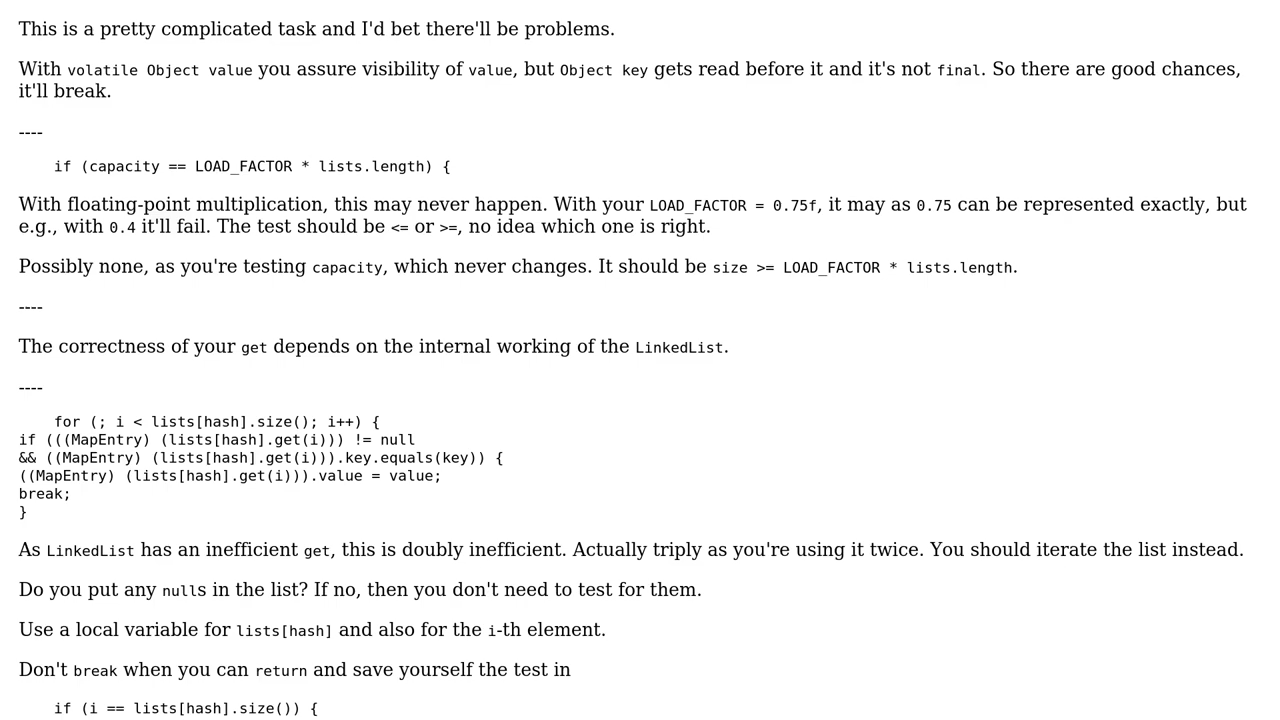 This is a pretty complicated task and I'd bet there'll be problems.
With volatile Object value you assure visibility of value, but Object key gets read before it and it's not final. So there are good chances,
it'll break.
----
if (capacity == LOAD_FACTOR * lists.length) {
With floating-point multiplication, this may never happen. With your LOAD_FACTOR = 0.75f, it may as 0.75 can be represented exactly, but
e.g., with 0.4 it'll fail. The test should be <= or >=, no idea which one is right.
Possibly none, as you're testing capacity, which never changes. It should be size >= LOAD_FACTOR * lists.length.
----
The correctness of your get depends on the internal working of the LinkedList.
----
for (; i < lists[hash].size(); i++) {
if (((MapEntry) (lists[hash].get(i))) != null
&& ((MapEntry) (lists[hash].get(i))).key.equals(key)) {
((MapEntry) (lists[hash].get(i))).value = value;
break;
}
As LinkedList has an inefficient get, this is doubly inefficient. Actually triply as you're using it twice. You should iterate the list instead.
Do you put any nulls in the list? If no, then you don't need to test for them.
Use a local variable for lists[hash] and also for the i-th element.
Don't break when you can return and save yourself the test in
if (i == lists[hash].size()) {